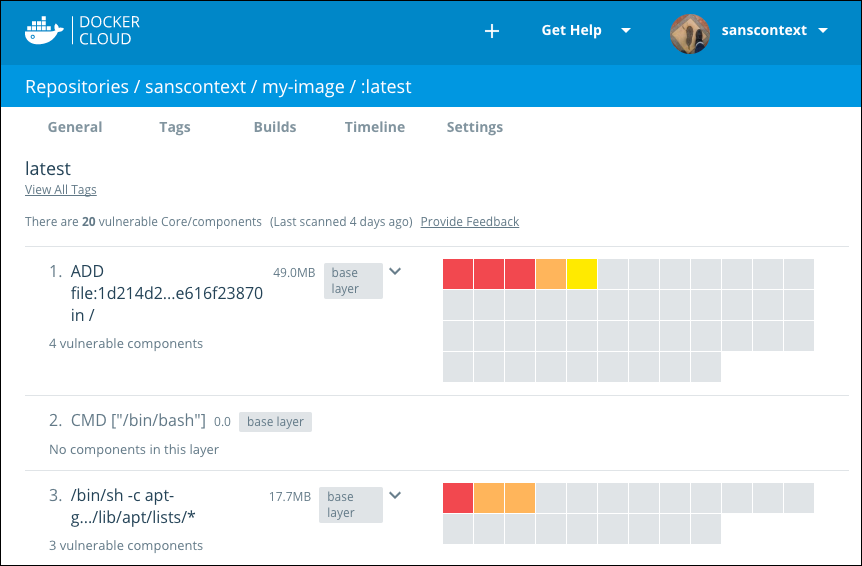 DOCKER
CLOUD
+ Get Help sanscontext
Repositories / sanscontext / my-image / :latest
General Tags Builds Timeline Settings
latest
View All Tags
There are 20 vulnerable Core/components (Last scanned 4 days ago) Provide Feedback
1. ADD 49.0MB base
file:1d214d2...e616f23870 layer
in /
4 vulnerable components
2. CMD ["/bin/bash"] 0.0 base layer
No components in this layer
3. /bin/sh -c apt- 17.7MB base
g.../lib/apt/lists/* layer
3 vulnerable components